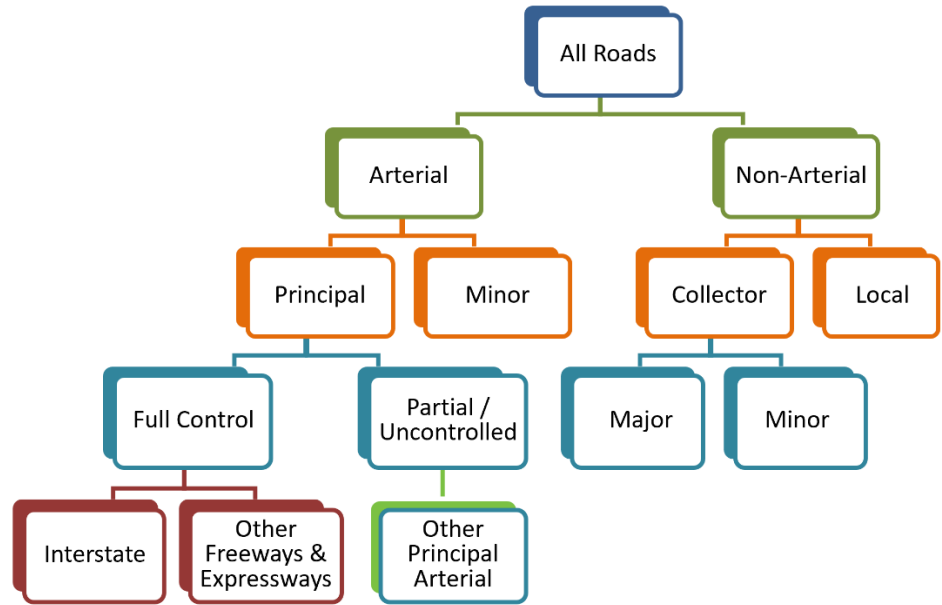 All Roads
Arterial
Non-Arterial
Principal
Minor
Collector
Local
Full Control
Partial /
Uncontrolled
Major
Minor
Interstate
Other
Freeways &
Expressways
Other
Principal
Arterial